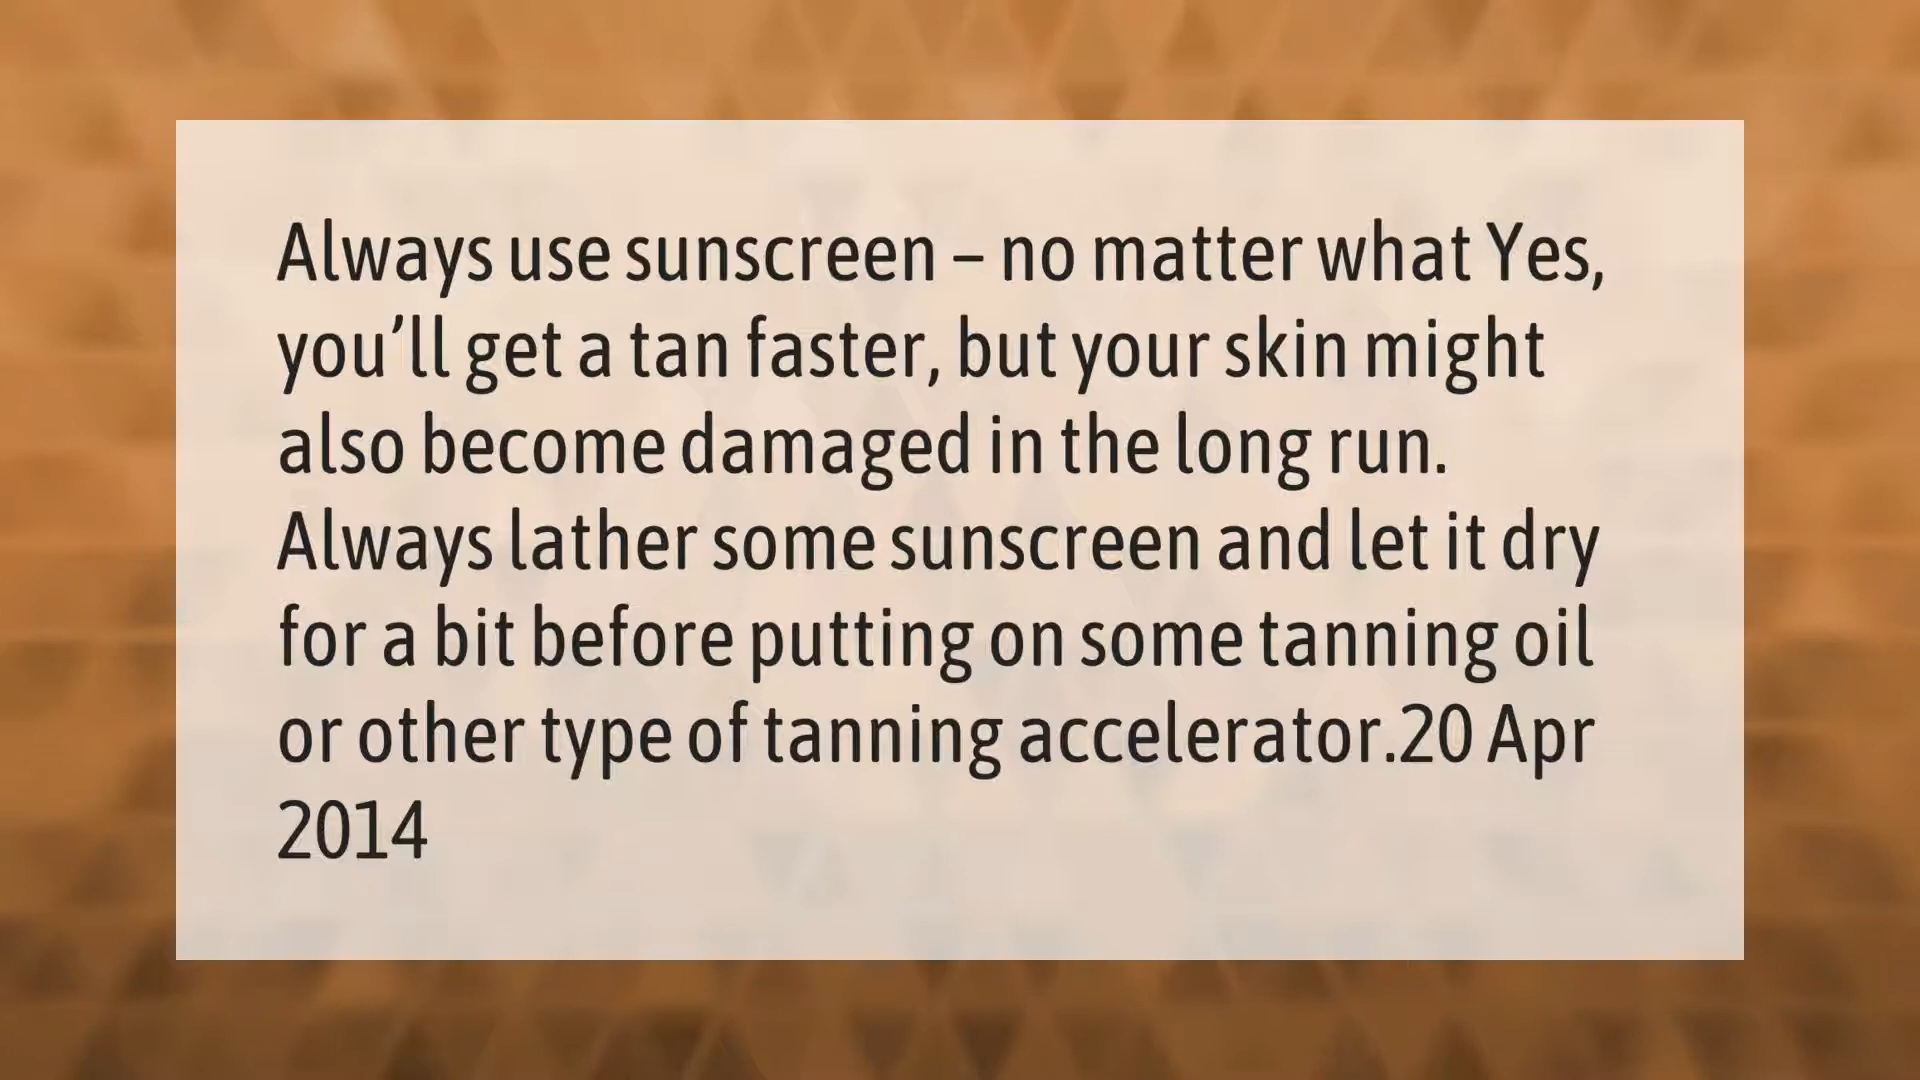 Always use sunscreen – no matter what Yes,
you’ll get a tan faster, but your skin might
also become damaged in the long run.
Always lather some sunscreen and let it dry
for a bit before putting on some tanning oil
or other type of tanning accelerator.20 Apr
2014